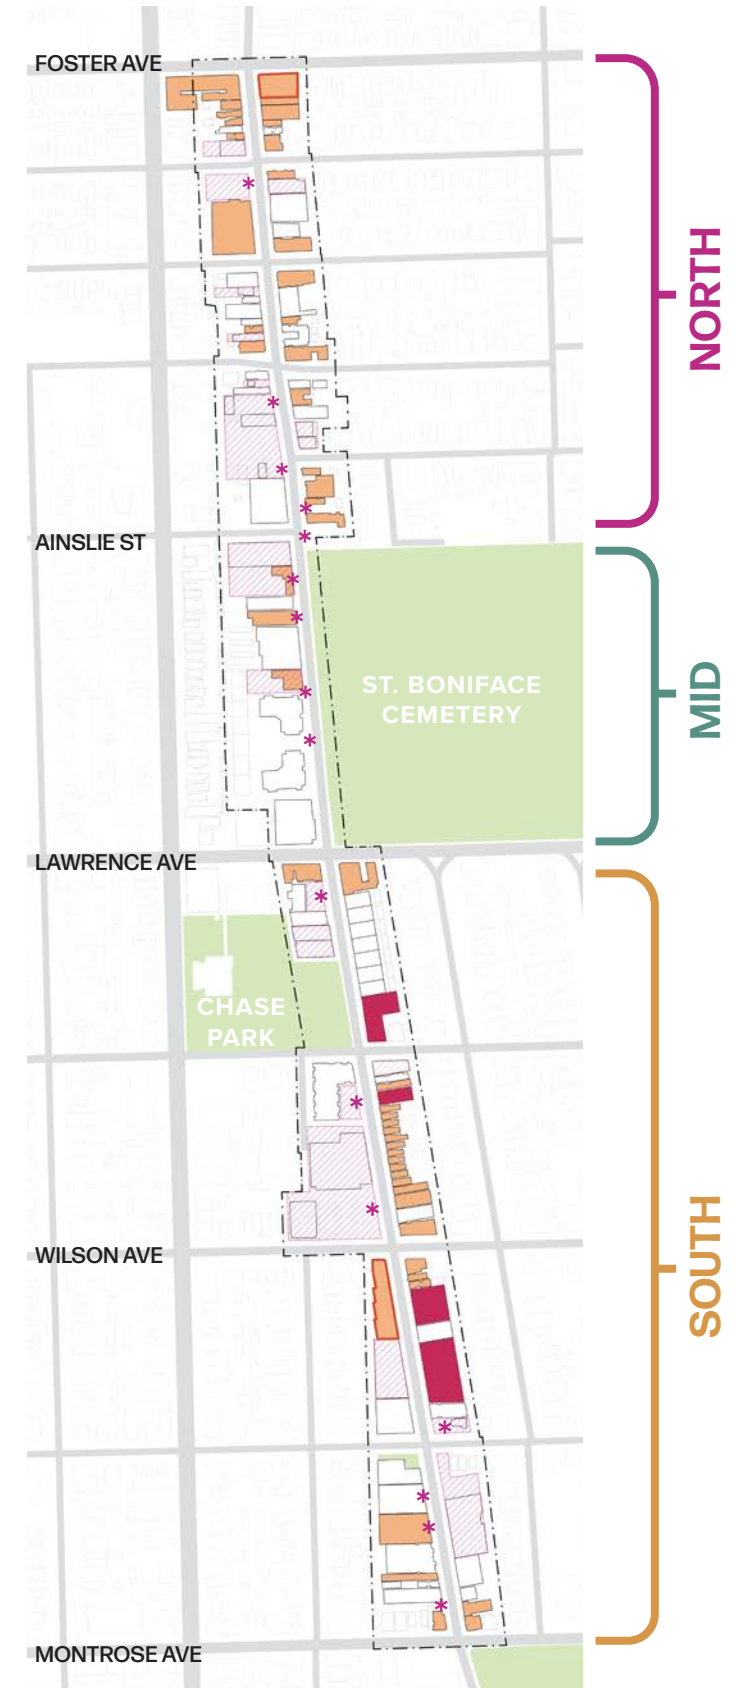 FOSTER AVE
NORTH
AINSLIE ST
ST. BONIFACE
CEMETERY
MID
LAWRENCE AVE
CHASE
PARK
WILSON AVE
SOUTH
MONTROSE AVE